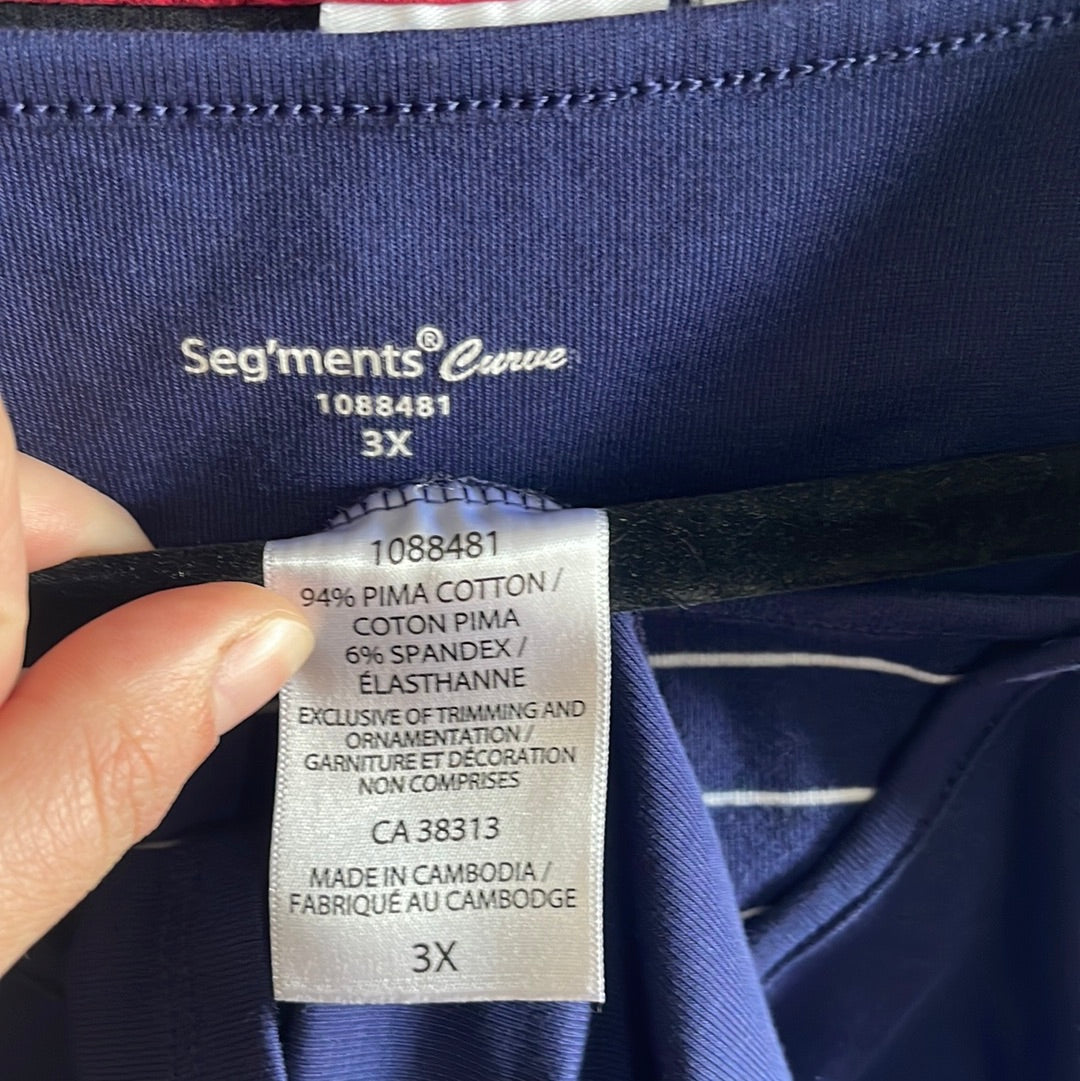 Seg'ments® Curve
1088481
3X
1088481
94% PIMA COTTON /
COTON PIMA
6% SPANDEX /
ÉLASTHANNE
EXCLUSIVE OF TRIMMING AND
ORNAMENTATION /
GARNITURE ET DÉCORATION
NON COMPRISES
CA 38313
MADE IN CAMBODIA /
FABRIQUÉ AU CAMBODGE
3X